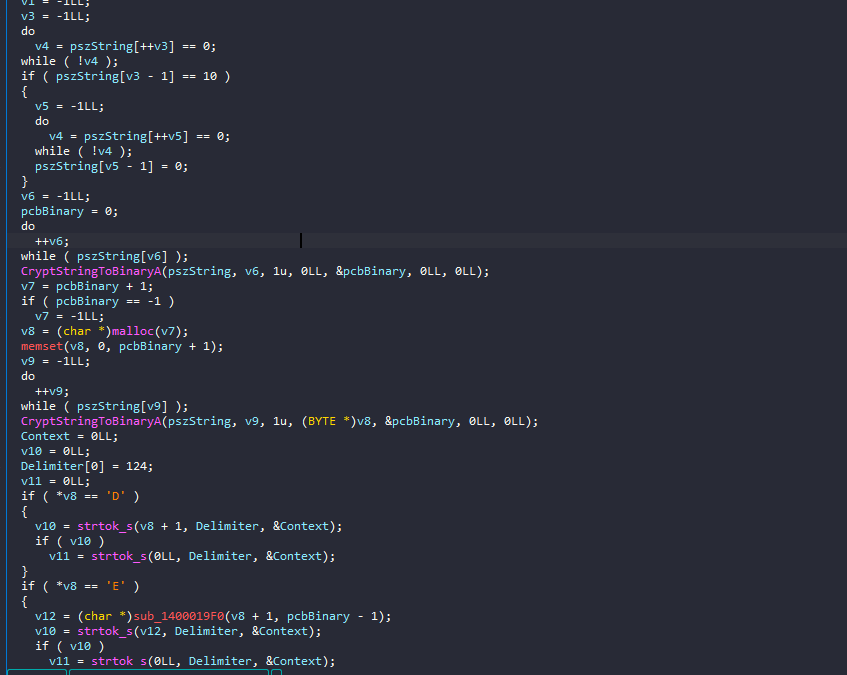 v1 = -1LL;
v3 = -1LL;
do
v4 = pszString[++v3] == 0;
while ( !v4 );
if ( pszString[v3 - 1] == 10 )
{
v5 = -1LL;
do
v4 = pszString[++v5] == 0;
while ( !v4 );
pszString[v5 - 1] = 0;
}
v6 = -1LL;
pcbBinary = 0;
do
++v6;
while ( pszString[v6] );
CryptStringToBinaryA(pszString, v6, 1u, 0LL, &pcbBinary, 0LL, 0LL);
v7 = pcbBinary + 1;
if ( pcbBinary == -1 )
v7 = -1LL;
v8 = (char *)malloc(v7);
memset(v8, 0, pcbBinary + 1);
v9 = -1LL;
do
++v9;
while ( pszString[v9] );
CryptStringToBinaryA(pszString, v9, 1u, (BYTE *)v8, &pcbBinary, 0LL, 0LL);
Context = 0LL;
v10 = 0LL;
Delimiter[0] = 124;
v11 = 0LL;
if ( *v8 == 'D' )
{
v10 = strtok_s(v8 + 1, Delimiter, &Context);
if ( v10 )
v11 = strtok_s(0LL, Delimiter, &Context);
}
if ( *v8 == 'E' )
{
v12 = (char *)sub_1400019F0(v8 + 1, pcbBinary - 1);
v10 = strtok_s(v12, Delimiter, &Context);
if ( v10 )
v11 = strtok_s(0LL, Delimiter, &Context);